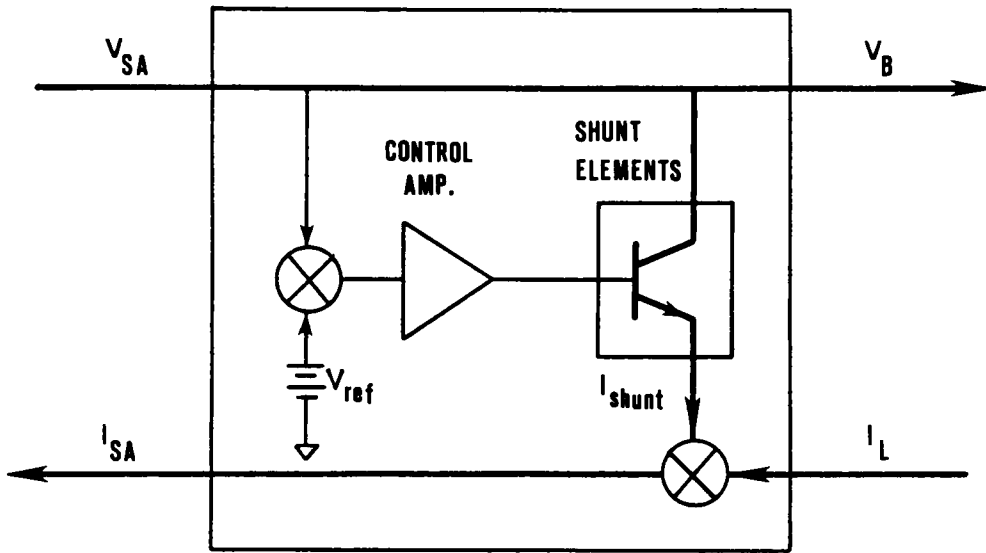 V_SA
V_B
SHUNT
ELEMENTS
CONTROL
AMP.
V_ref
I_shunt
I_SA
I_L